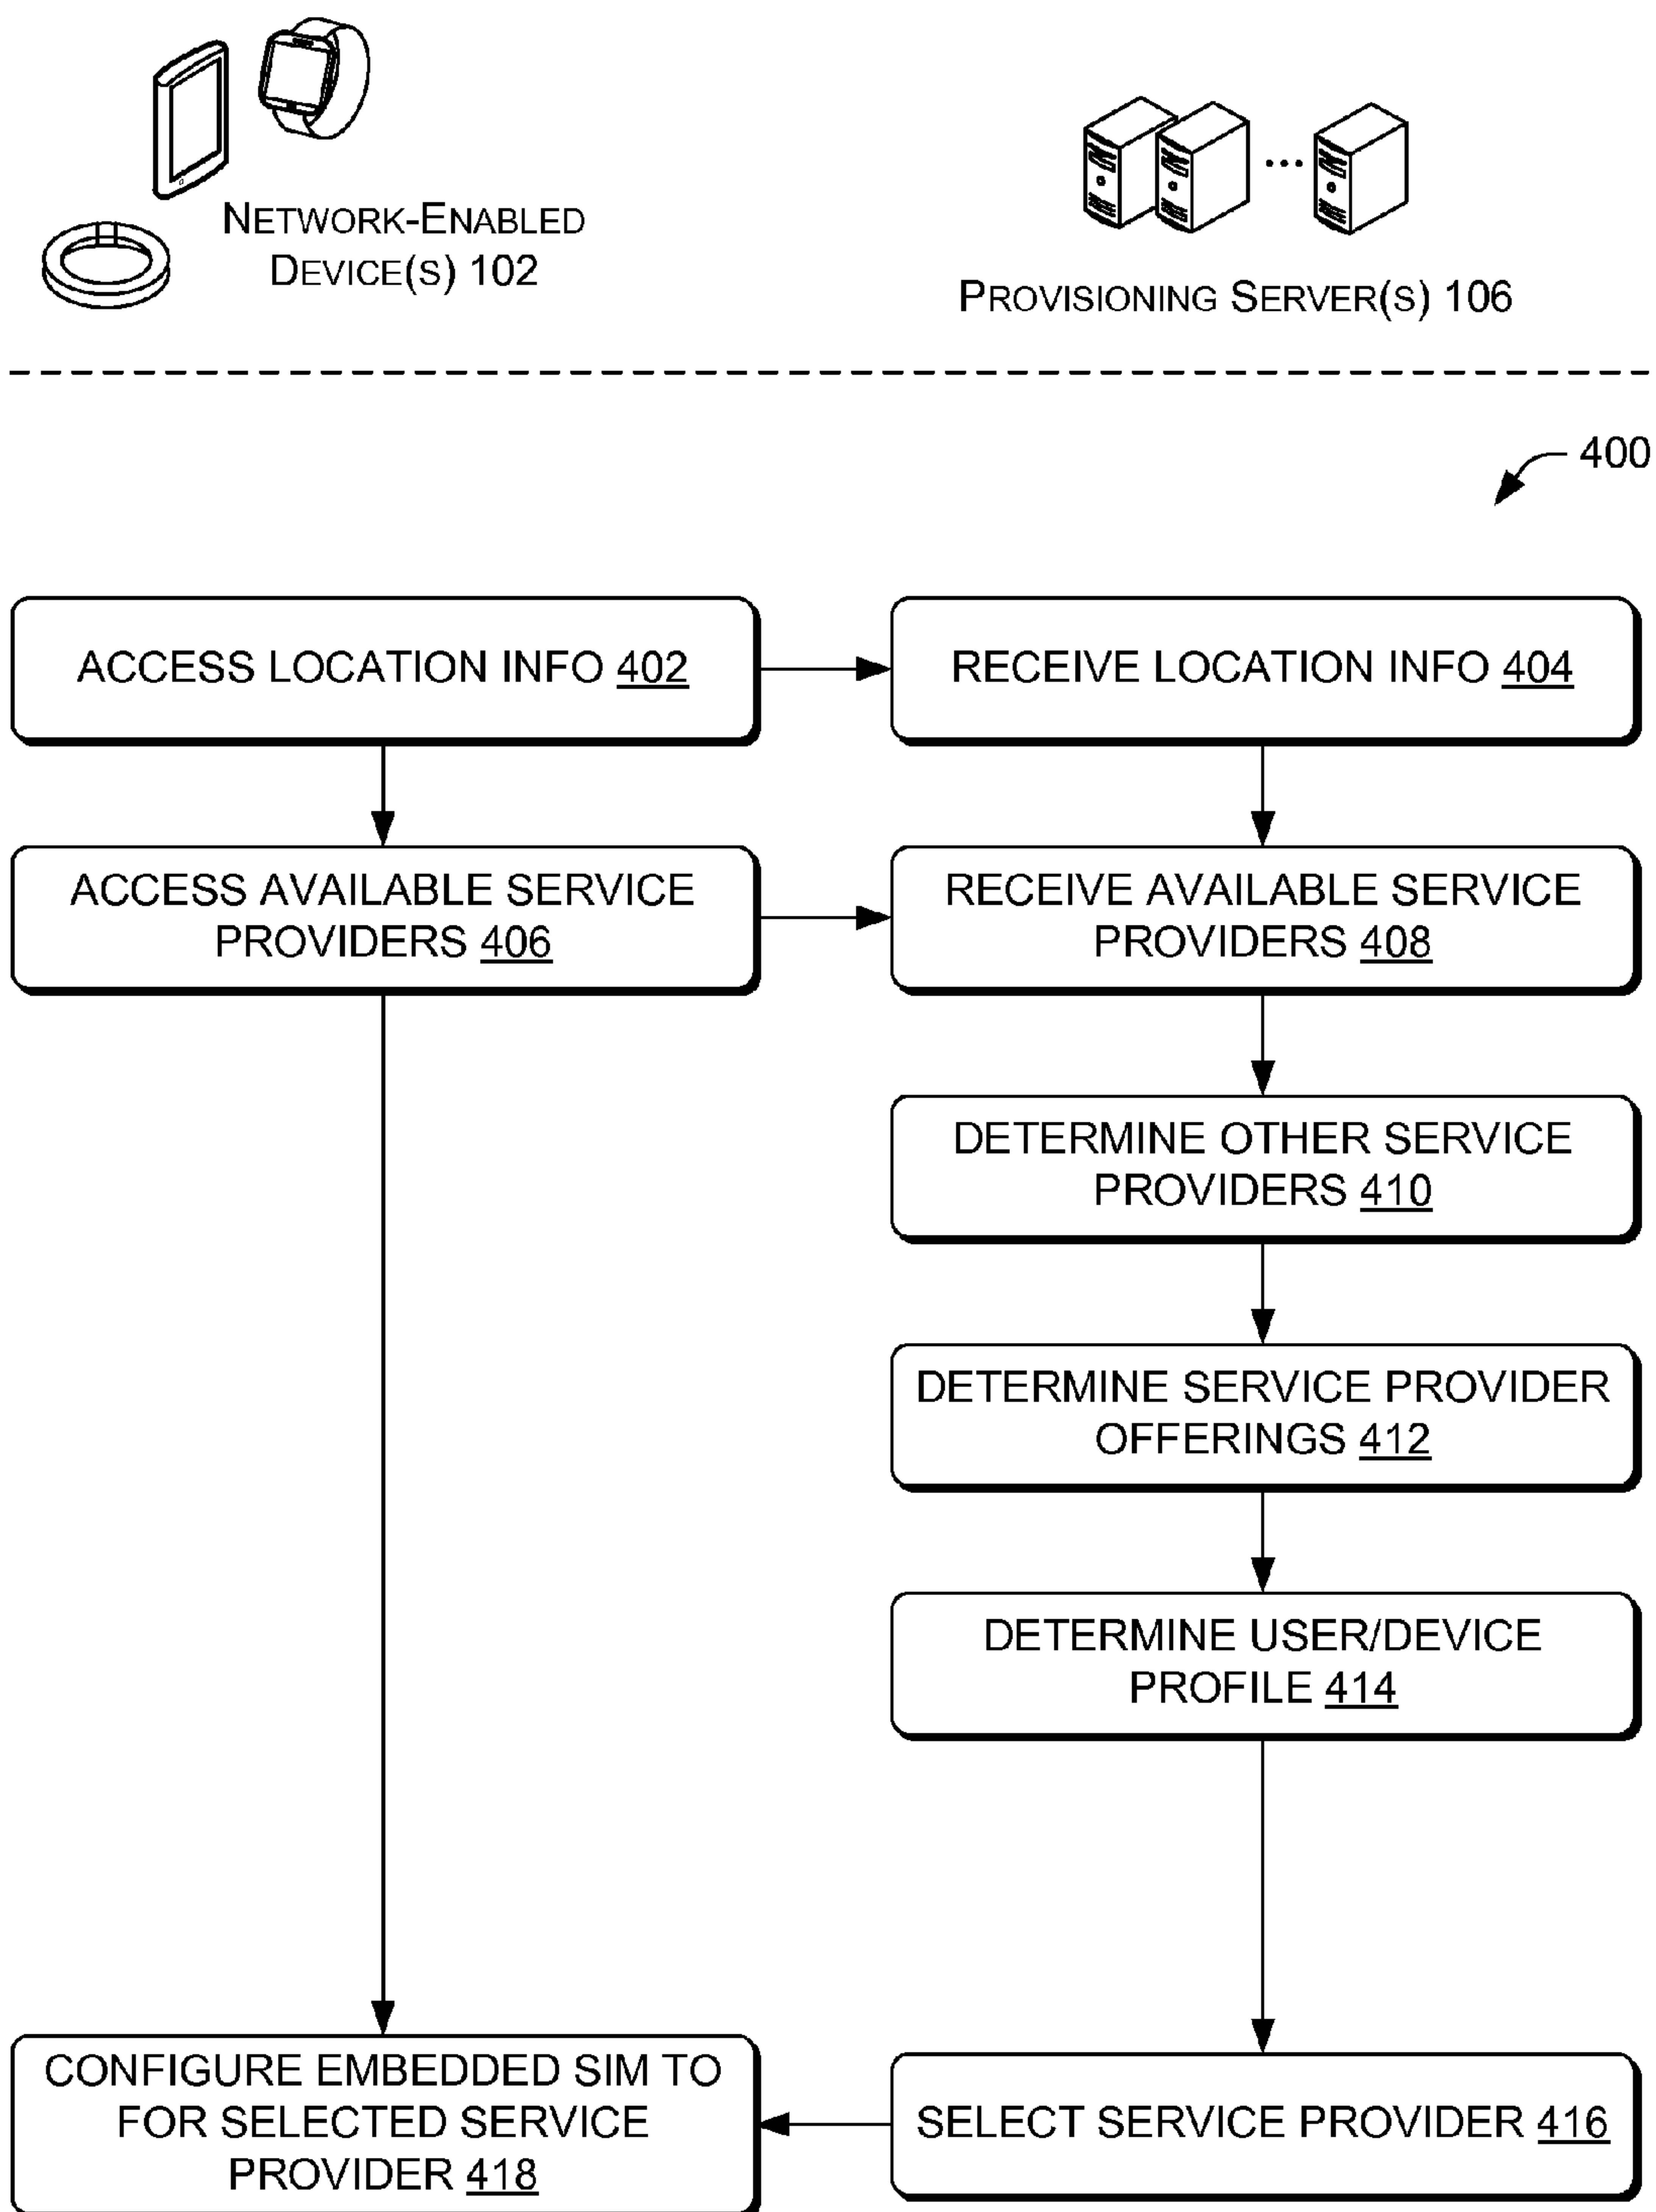 NETWORK-ENABLED
DEVICE(S) 102
PROVISIONING SERVER(S) 106
400
ACCESS LOCATION INFO 402
RECEIVE LOCATION INFO 404
ACCESS AVAILABLE SERVICE
PROVIDERS 406
RECEIVE AVAILABLE SERVICE
PROVIDERS 408
DETERMINE OTHER SERVICE
PROVIDERS 410
DETERMINE SERVICE PROVIDER
OFFERINGS 412
DETERMINE USER/DEVICE
PROFILE 414
CONFIGURE EMBEDDED SIM TO
FOR SELECTED SERVICE
PROVIDER 418
SELECT SERVICE PROVIDER 416